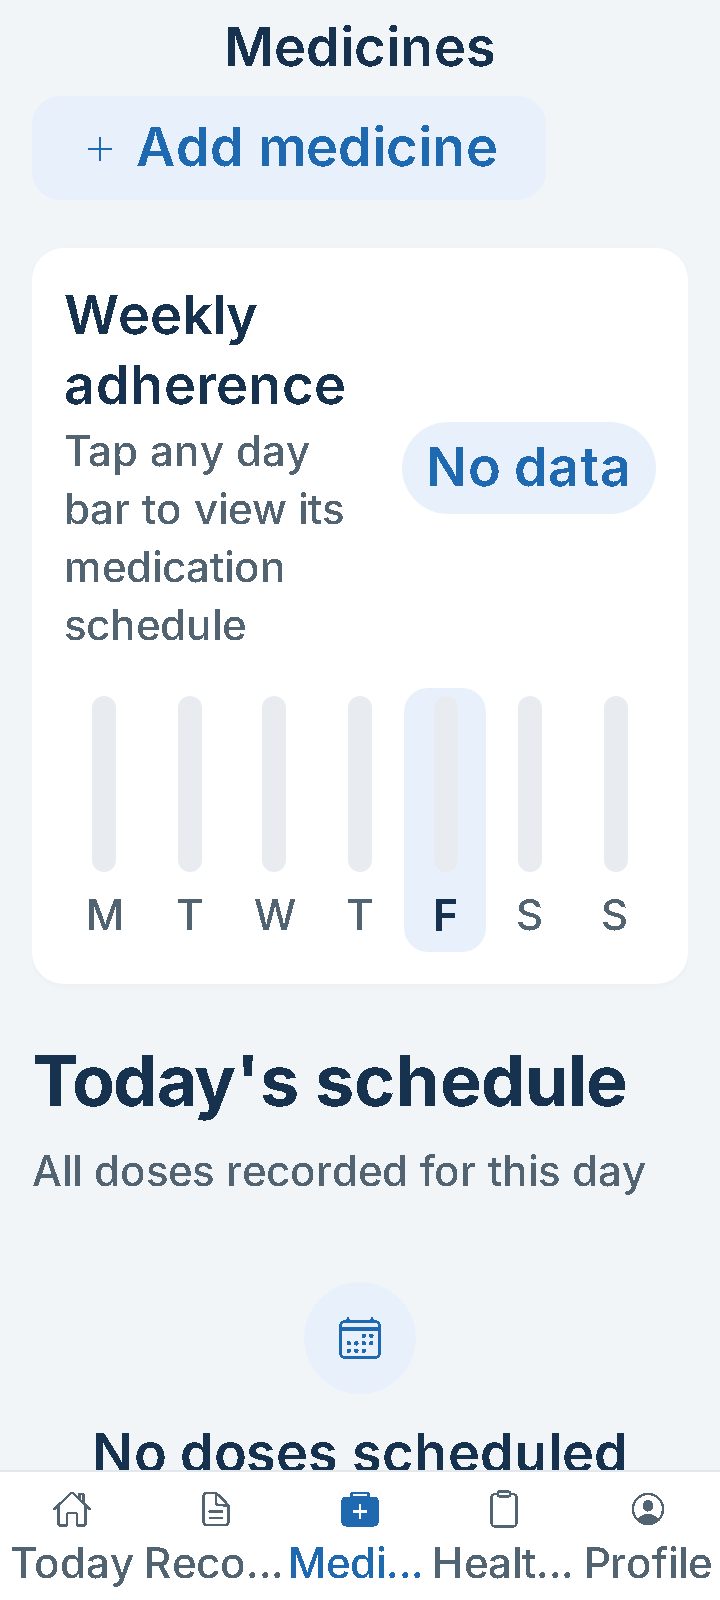 Medicines
+ Add medicine
Weekly
adherence
Tap any day
bar to view its
medication
schedule
No data
M T W T F S S
Today's schedule
All doses recorded for this day
No doses scheduled
Today Reco... Medi... Healt... Profile